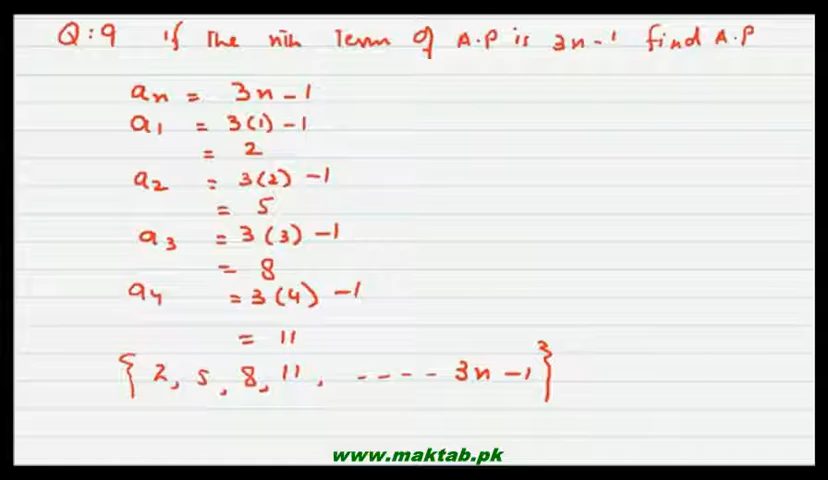 Q:9 If The nth Term of A.P is 3n-1 find A.P
an = 3n-1
a1 = 3(1)-1
= 2
a2 = 3(2)-1
= 5
a3 = 3(3)-1
= 8
a4 = 3(4)-1
= 11
{2, 5, 8, 11, ---- 3n-1}
www.maktab.pk